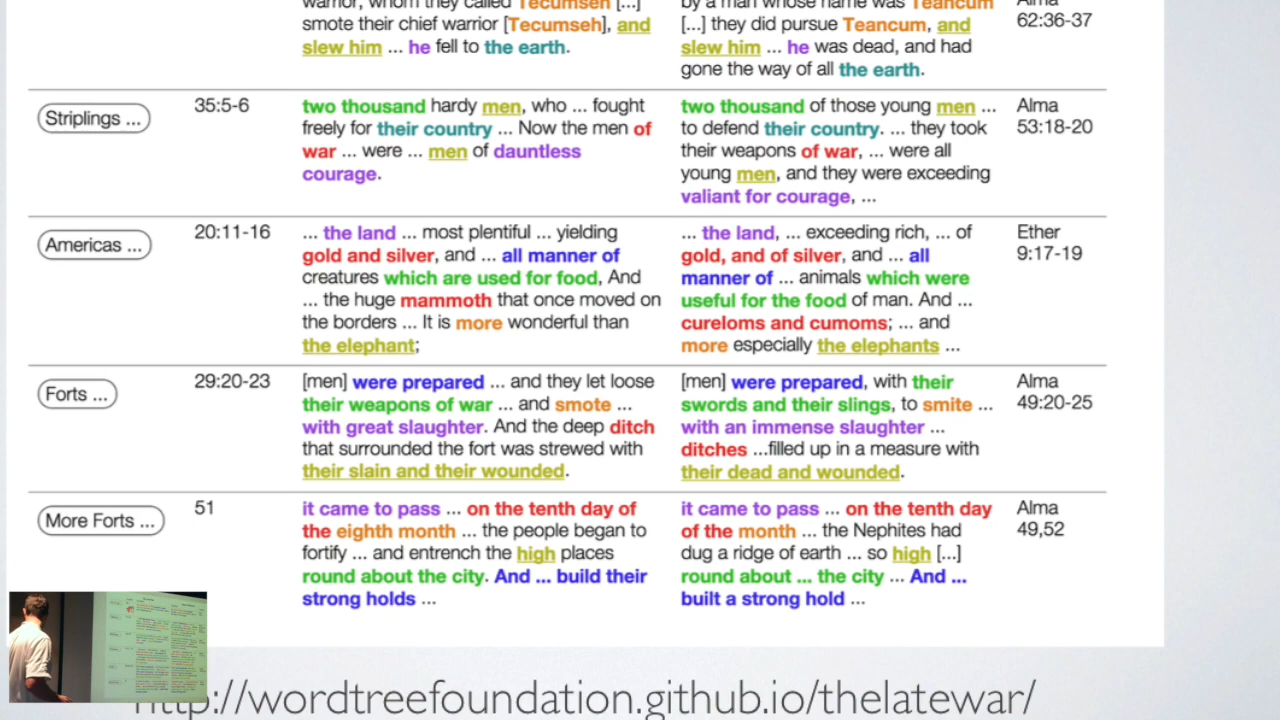 warrior, whom they called Tecumseh [...]
smote their chief warrior [Tecumseh], and
slew him ... he fell to the earth.
by a man whose name was Teancum
[...] they did pursue Teancum, and
slew him ... he was dead, and had
gone the way of all the earth.
Alma
62:36-37
Striplings ...
35:5-6
two thousand hardy men, who ... fought
freely for their country ... Now the men of
war ... were ... men of dauntless
courage.
two thousand of those young men ...
to defend their country. ... they took
their weapons of war, ... were all
young men, and they were exceeding
valiant for courage, ...
Alma
53:18-20
Americas ...
20:11-16
... the land ... most plentiful ... yielding
gold and silver, and ... all manner of
creatures which are used for food, And
... the huge mammoth that once moved on
the borders ... It is more wonderful than
the elephant;
... the land, ... exceeding rich, ... of
gold, and of silver, and ... all
manner of ... animals which were
useful for the food of man. And ...
cureloms and cumoms; ... and
more especially the elephants ...
Ether
9:17-19
Forts ...
29:20-23
[men] were prepared ... and they let loose
their weapons of war ... and smote ...
with great slaughter. And the deep ditch
that surrounded the fort was strewed with
their slain and their wounded.
[men] were prepared, with their
swords and their slings, to smite ...
with an immense slaughter ...
ditches ...filled up in a measure with
their dead and wounded.
Alma
49:20-25
More Forts ...
51
it came to pass ... on the tenth day of
the eighth month ... the people began to
fortify ... and entrench the high places
round about the city. And ... build their
strong holds ...
it came to pass ... on the tenth day
of the month ... the Nephites had
dug a ridge of earth ... so high [...]
round about ... the city ... And ...
built a strong hold ...
Alma
49,52
http://wordtreefoundation.github.io/thelatewar/